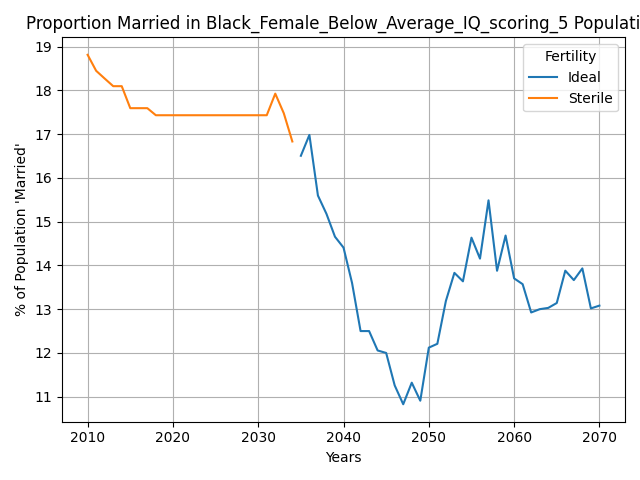 Proportion Married in Black_Female_Below_Average_IQ_scoring_5 Populati
19
18
17
16
15
14
13
12
11
% of Population 'Married'
Fertility
Ideal
Sterile
2010 2020 2030 2040 2050 2060 2070
Years